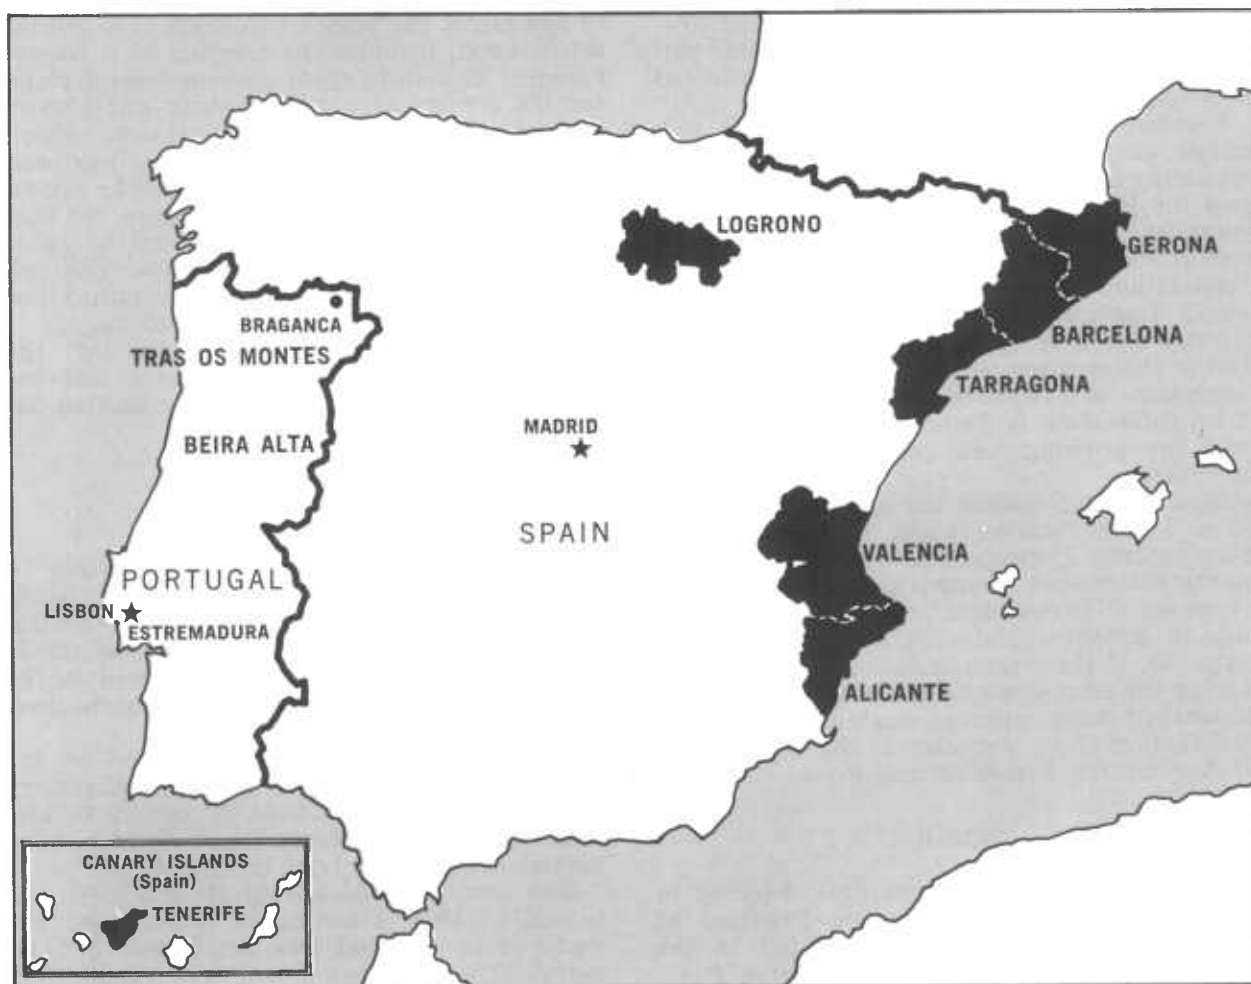 LOGRONO
GERONA
BRAGANCA
BARCELONA
TRAS OS MONTES
TARRAGONA
MADRID
BEIRA ALTA
SPAIN
VALENCIA
PORTUGAL
LISBON
ESTREMADURA
ALICANTE
CANARY ISLANDS
(Spain)
TENERIFE